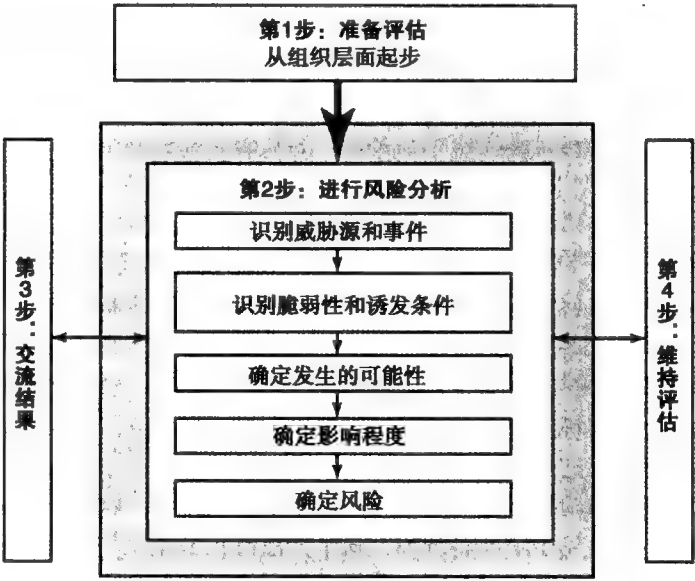 第1步：准备评估
从组织层面起步
第2步：进行风险分析
识别威胁源和事件
识别脆弱性和诱发条件
确定发生的可能性
确定影响程度
确定风险
第3步：交流结果
第4步：维持评估